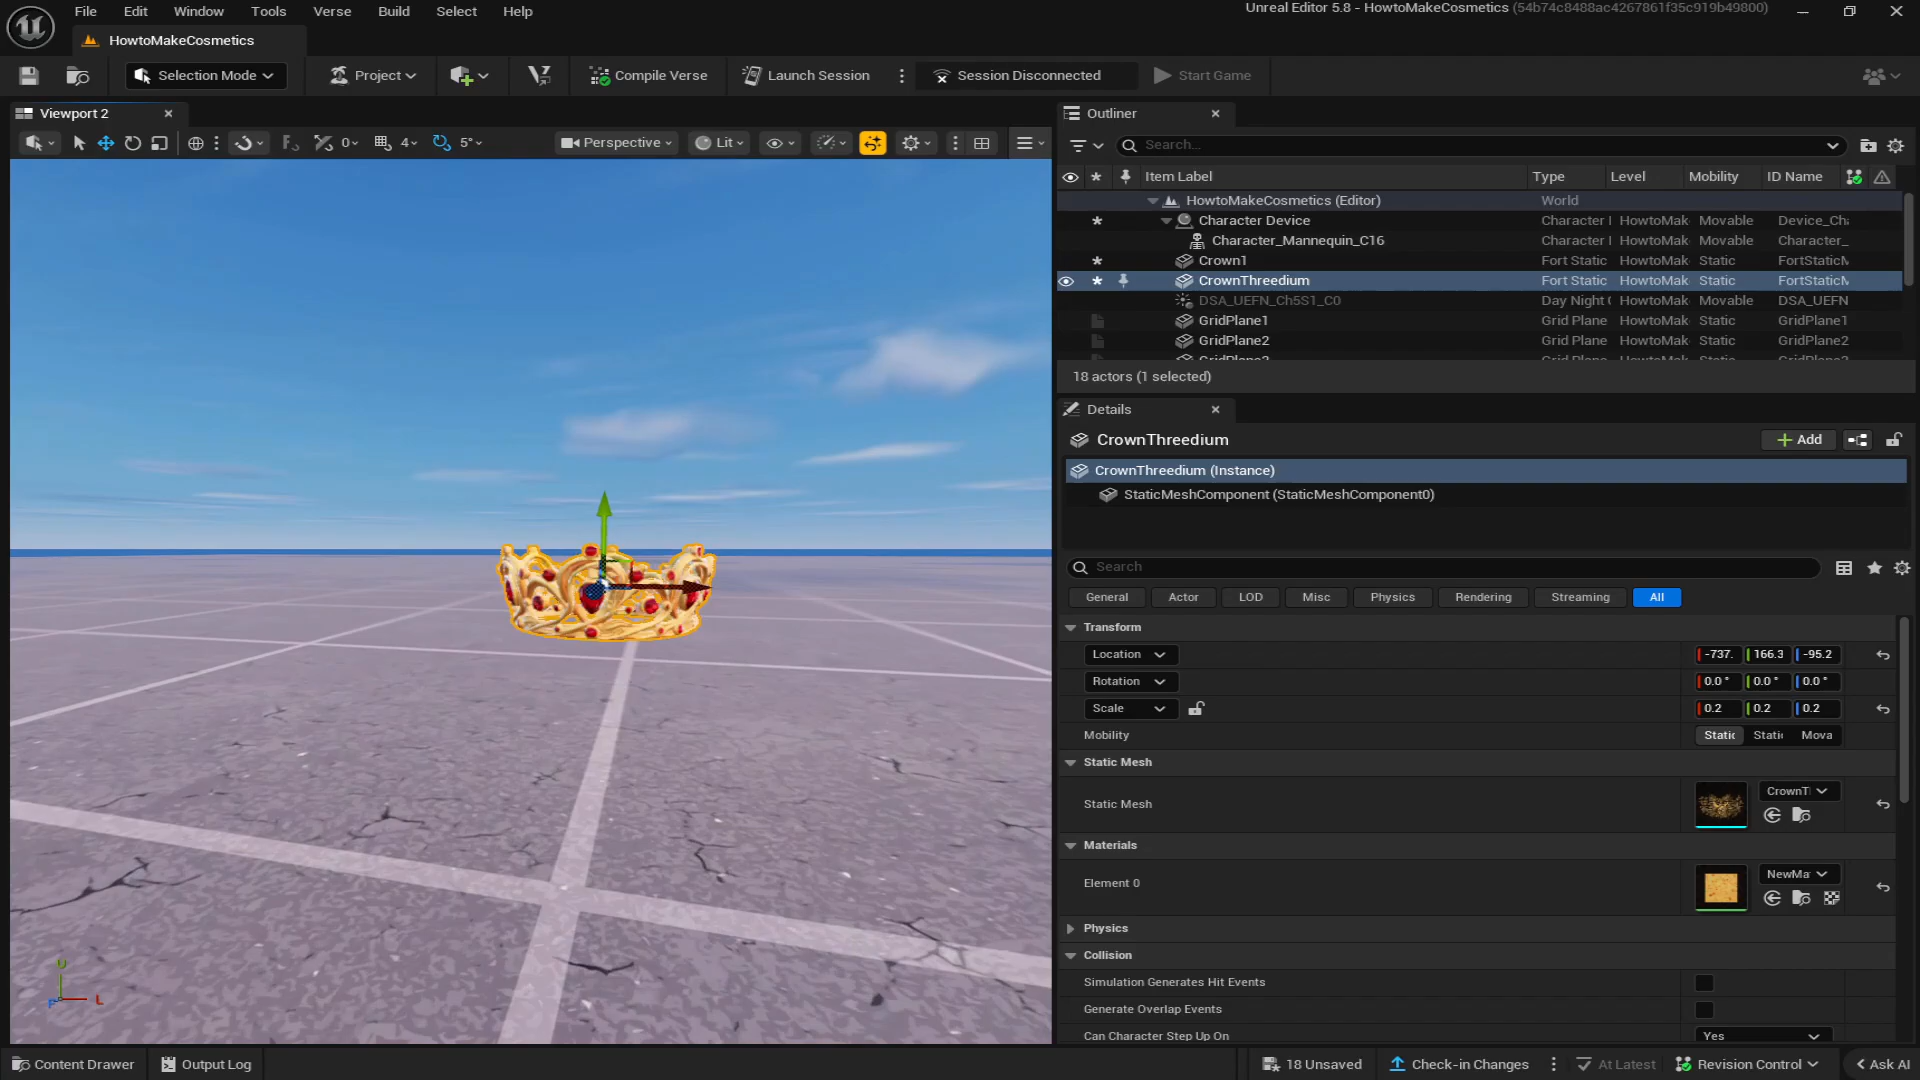 File Edit Window Tools Verse Build Select Help
Unreal Editor 5.8 - HowtoMakeCosmetics (54b74c8488ac4267861f35c919b49800)
HowtoMakeCosmetics
Selection Mode Project Compile Verse Launch Session Session Disconnected Start Game
Viewport 2
0 4 5° Perspective Lit
Outliner
Search...
Item Label Type Level Mobility ID Name
HowtoMakeCosmetics (Editor) World
Character Device Character HowtoMak Movable Device_Cha
Character_Mannequin_C16 Character HowtoMak Movable Character_
Crown1 Fort Static HowtoMak Static FortStaticM
CrownThreedium Fort Static HowtoMak Static FortStaticM
DSA_UEFN_Ch5S1_C0 Day Night HowtoMak Movable DSA_UEFN
GridPlane1 Grid Plane HowtoMak Static GridPlane1
GridPlane2 Grid Plane HowtoMak Static GridPlane2
18 actors (1 selected)
Details
CrownThreedium Add
CrownThreedium (Instance)
StaticMeshComponent (StaticMeshComponent0)
Search
General Actor LOD Misc Physics Rendering Streaming All
Transform
Location -737. 166.3 -95.2
Rotation 0.0 ° 0.0 ° 0.0 °
Scale 0.2 0.2 0.2
Mobility Static Static Mova
Static Mesh
Static Mesh CrownT
Materials
Element 0 NewMa
Physics
Collision
Simulation Generates Hit Events
Generate Overlap Events
Can Character Step Up On Yes
U
F L
Content Drawer Output Log 18 Unsaved Check-in Changes At Latest Revision Control < Ask AI